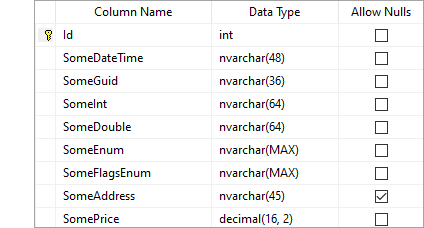 Column Name Data Type Allow Nulls
Id int
SomeDateTime nvarchar(48)
SomeGuid nvarchar(36)
SomeInt nvarchar(64)
SomeDouble nvarchar(64)
SomeEnum nvarchar(MAX)
SomeFlagsEnum nvarchar(MAX)
SomeAddress nvarchar(45)
SomePrice decimal(16, 2)